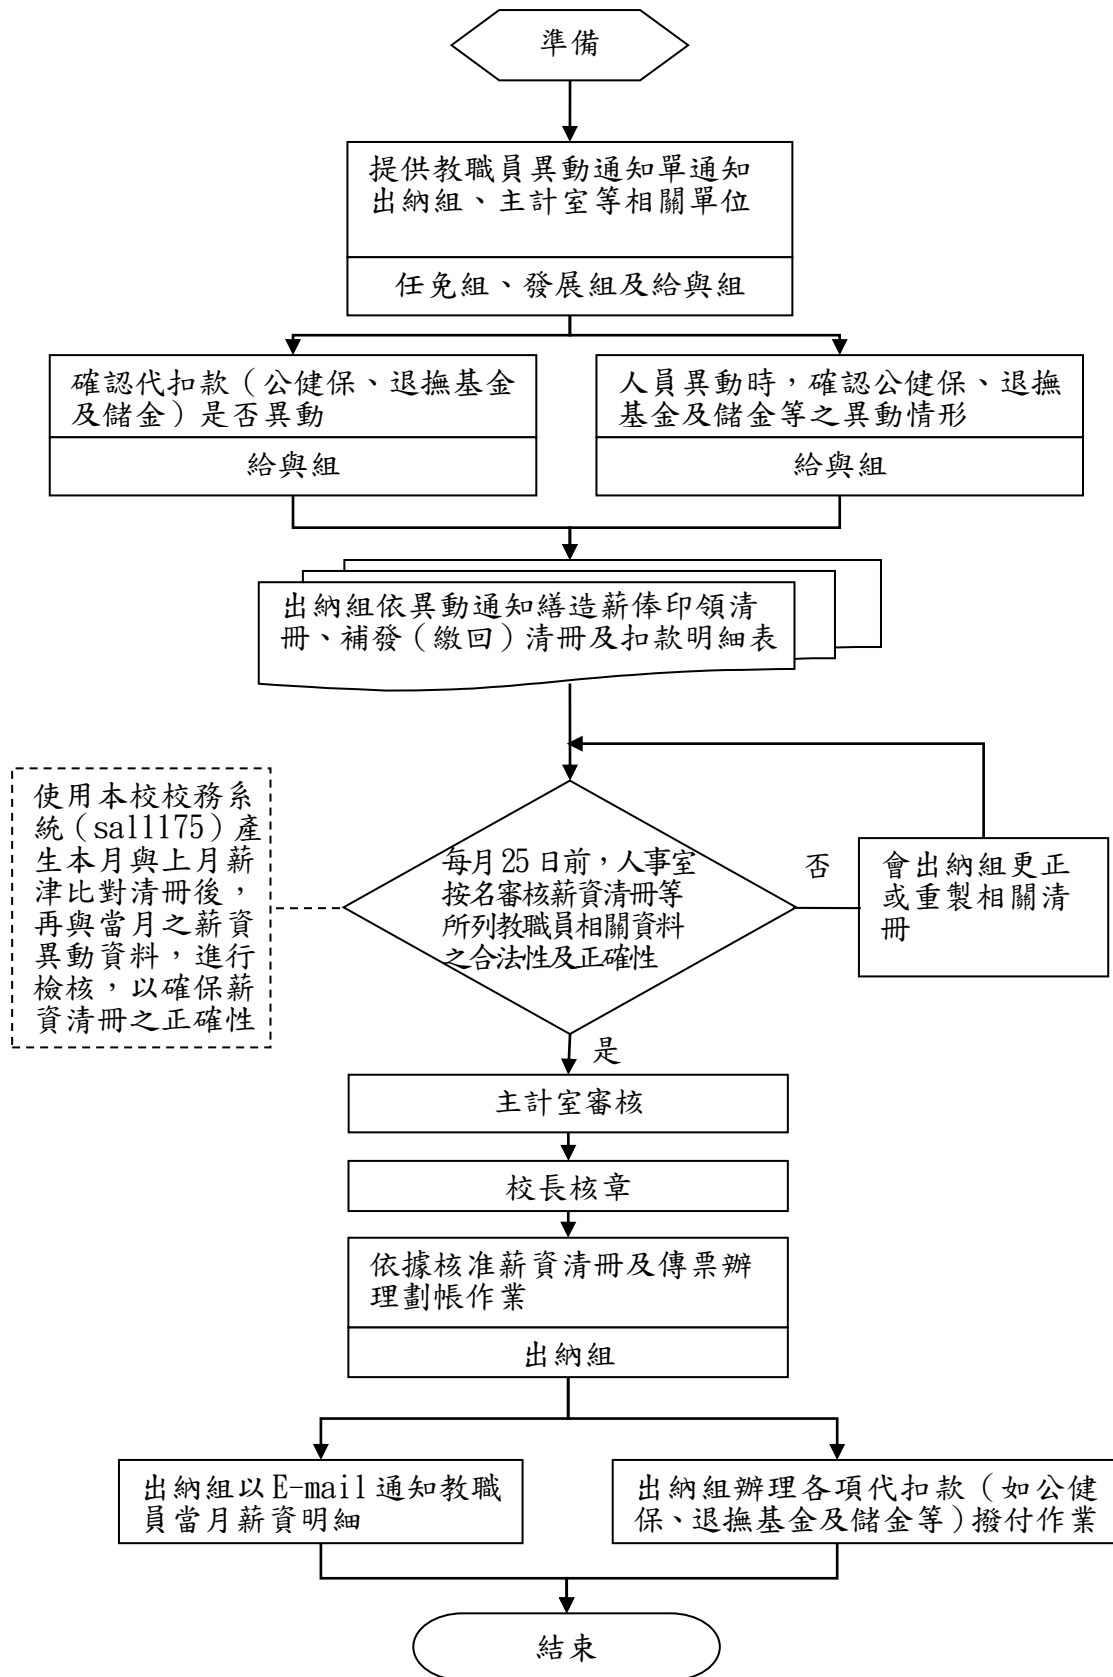 準備
提供教職員異動通知單通知
出納組、主計室等相關單位
任免組、發展組及給與組
確認代扣款（公健保、退撫基金
及儲金）是否異動
給與組
人員異動時，確認公健保、退撫
基金及儲金等之異動情形
給與組
出納組依異動通知繕造薪俸印領清
冊、補發（繳回）清冊及扣款明細表
使用本校校務系
統（sal1175）產
生本月與上月薪
津比對清冊後，
再與當月之薪資
異動資料，進行
檢核，以確保薪
資清冊之正確性
每月 25 日前，人事室
按名審核薪資清冊等
所列教職員相關資料
之合法性及正確性
否
會出納組更正
或重製相關清
冊
是
主計室審核
校長核章
依據核准薪資清冊及傳票辦
理劃帳作業
出納組
出納組以 E-mail 通知教職
員當月薪資明細
出納組辦理各項代扣款（如公健
保、退撫基金及儲金等）撥付作業
結束